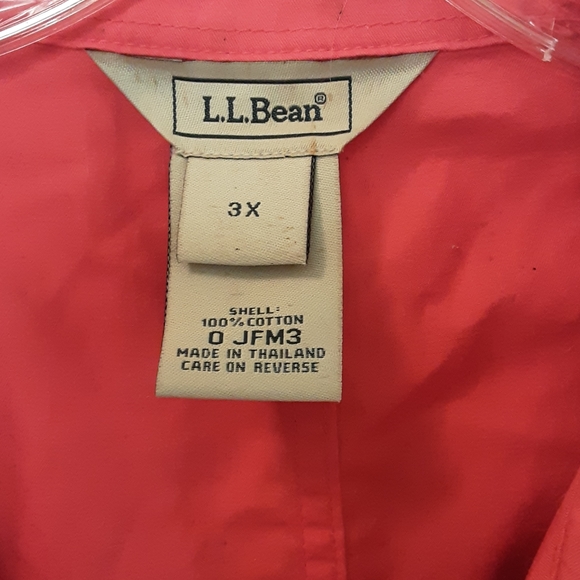 L.L.Bean®
3X
SHELL:
100% COTTON
0 JFM3
MADE IN THAILAND
CARE ON REVERSE